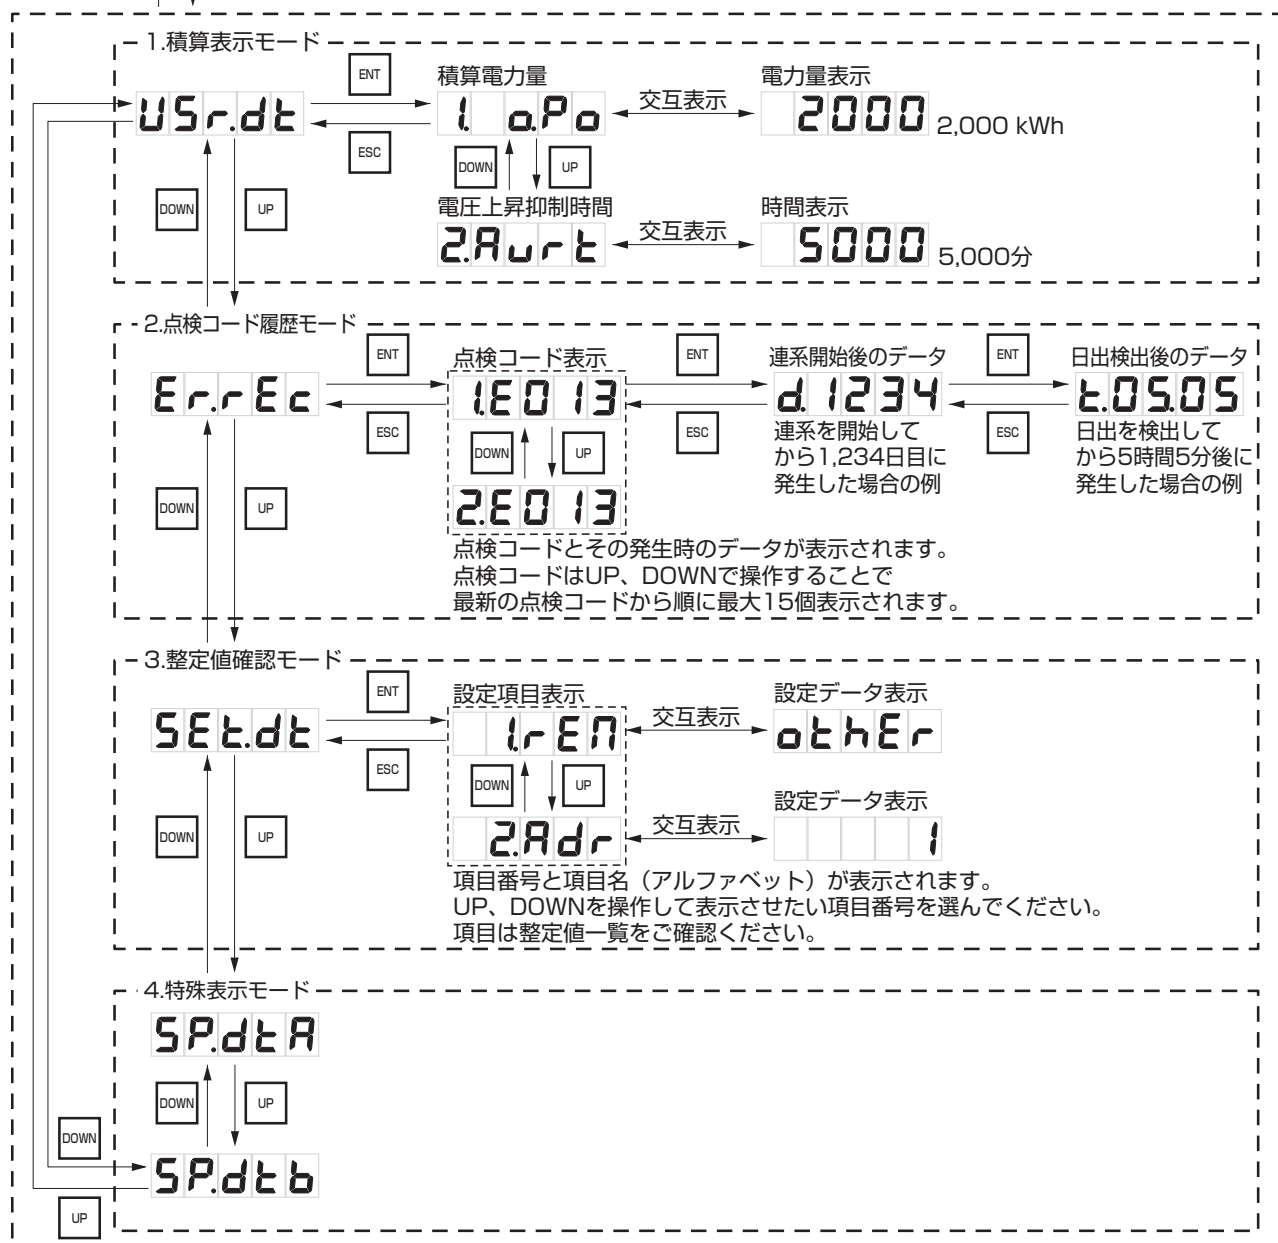 1.積算表示モード
ENT
積算電力量
電力量表示
USr.dt
1. o.Po
交互表示
2000
2,000 kWh
ESC
DOWN
UP
DOWN
UP
電圧上昇抑制時間
時間表示
2.Aurt
交互表示
5000
5,000分
2.点検コード履歴モード
ENT
点検コード表示
ENT
連系開始後のデータ
ENT
日出検出後のデータ
Er.rEc
1.E013
d.1234
t.05.05
ESC
DOWN
UP
ESC
連系を開始して
から1,234日目に
発生した場合の例
ESC
日出を検出して
から5時間5分後に
発生した場合の例
DOWN
UP
2.E013
点検コードとその発生時のデータが表示されます。
点検コードはUP、DOWNで操作することで
最新の点検コードから順に最大15個表示されます。
3.整定値確認モード
ENT
設定項目表示
設定データ表示
SEt.dt
1.rEM
交互表示
othEr
ESC
DOWN
UP
設定データ表示
DOWN
UP
2.Adr
交互表示
1
項目番号と項目名（アルファベット）が表示されます。
UP、DOWNを操作して表示させたい項目番号を選んでください。
項目は整定値一覧をご確認ください。
4.特殊表示モード
SP.dtA
DOWN
UP
DOWN
SP.dtb
UP